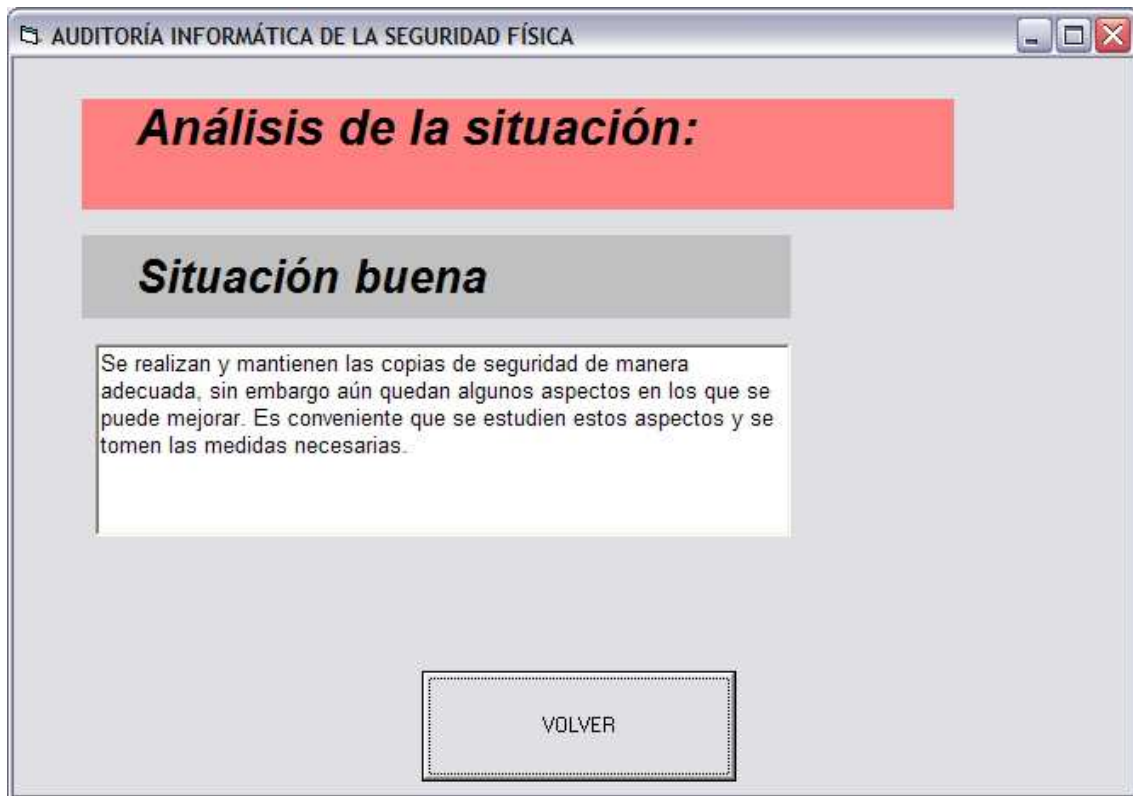 AUDITORÍA INFORMÁTICA DE LA SEGURIDAD FÍSICA
Análisis de la situación:
Situación buena
Se realizan y mantienen las copias de seguridad de manera
adecuada, sin embargo aún quedan algunos aspectos en los que se
puede mejorar. Es conveniente que se estudien estos aspectos y se
tomen las medidas necesarias.
VOLVER